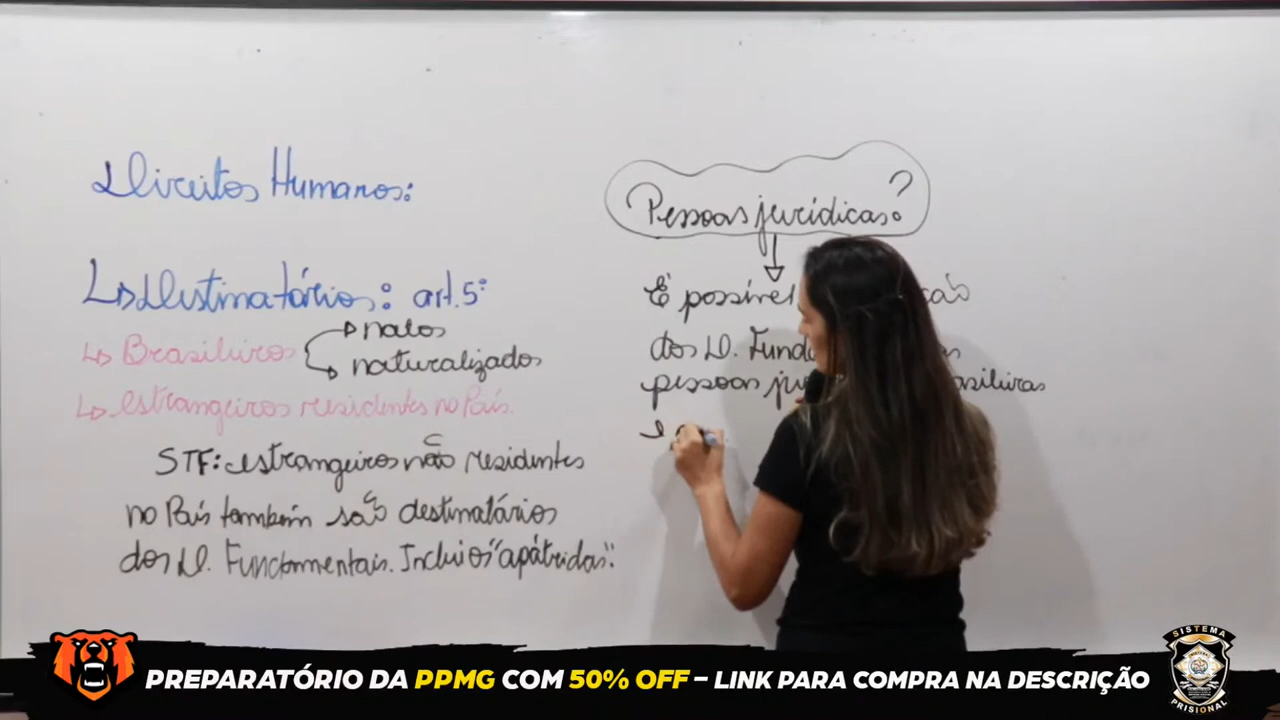 Direitos Humanos:
↳ Destinatários: art. 5º
↳ Brasileiros → natos
→ naturalizados
↳ estrangeiros residentes no País.
STF: estrangeiros não residentes
no País também são destinatários
dos D. Fundamentais. Inclui os "apátridas".
Pessoas jurídicas?
É possível
dos D.
pessoas
e
PREPARATÓRIO DA PPMG COM 50% OFF – LINK PARA COMPRA NA DESCRIÇÃO
SISTEMA
PRISIONAL